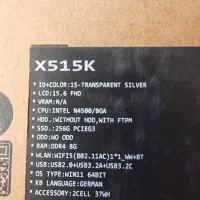 X515K
* ID+COLOR:15-TRANSPARENT SILVER
* LCD:15.6 FHD
* VRAM:N/A
* CPU:INTEL N4500/BGA
* HDD.:WITHOUT HDD,WITH FTPM
* SSD.:256G PCIEG3
* ODD:WO ODD
* RAM:DDR4 8G
* WLAN:WIFI5(802.11AC)1*1_WW+BT
* USB:USB2.0+USB3.2A+USB3.2C
* OS TYPE:WIN11 64BIT
* KB LANGUAGE:GERMAN
* ACCESSORY:2CELL 37WH